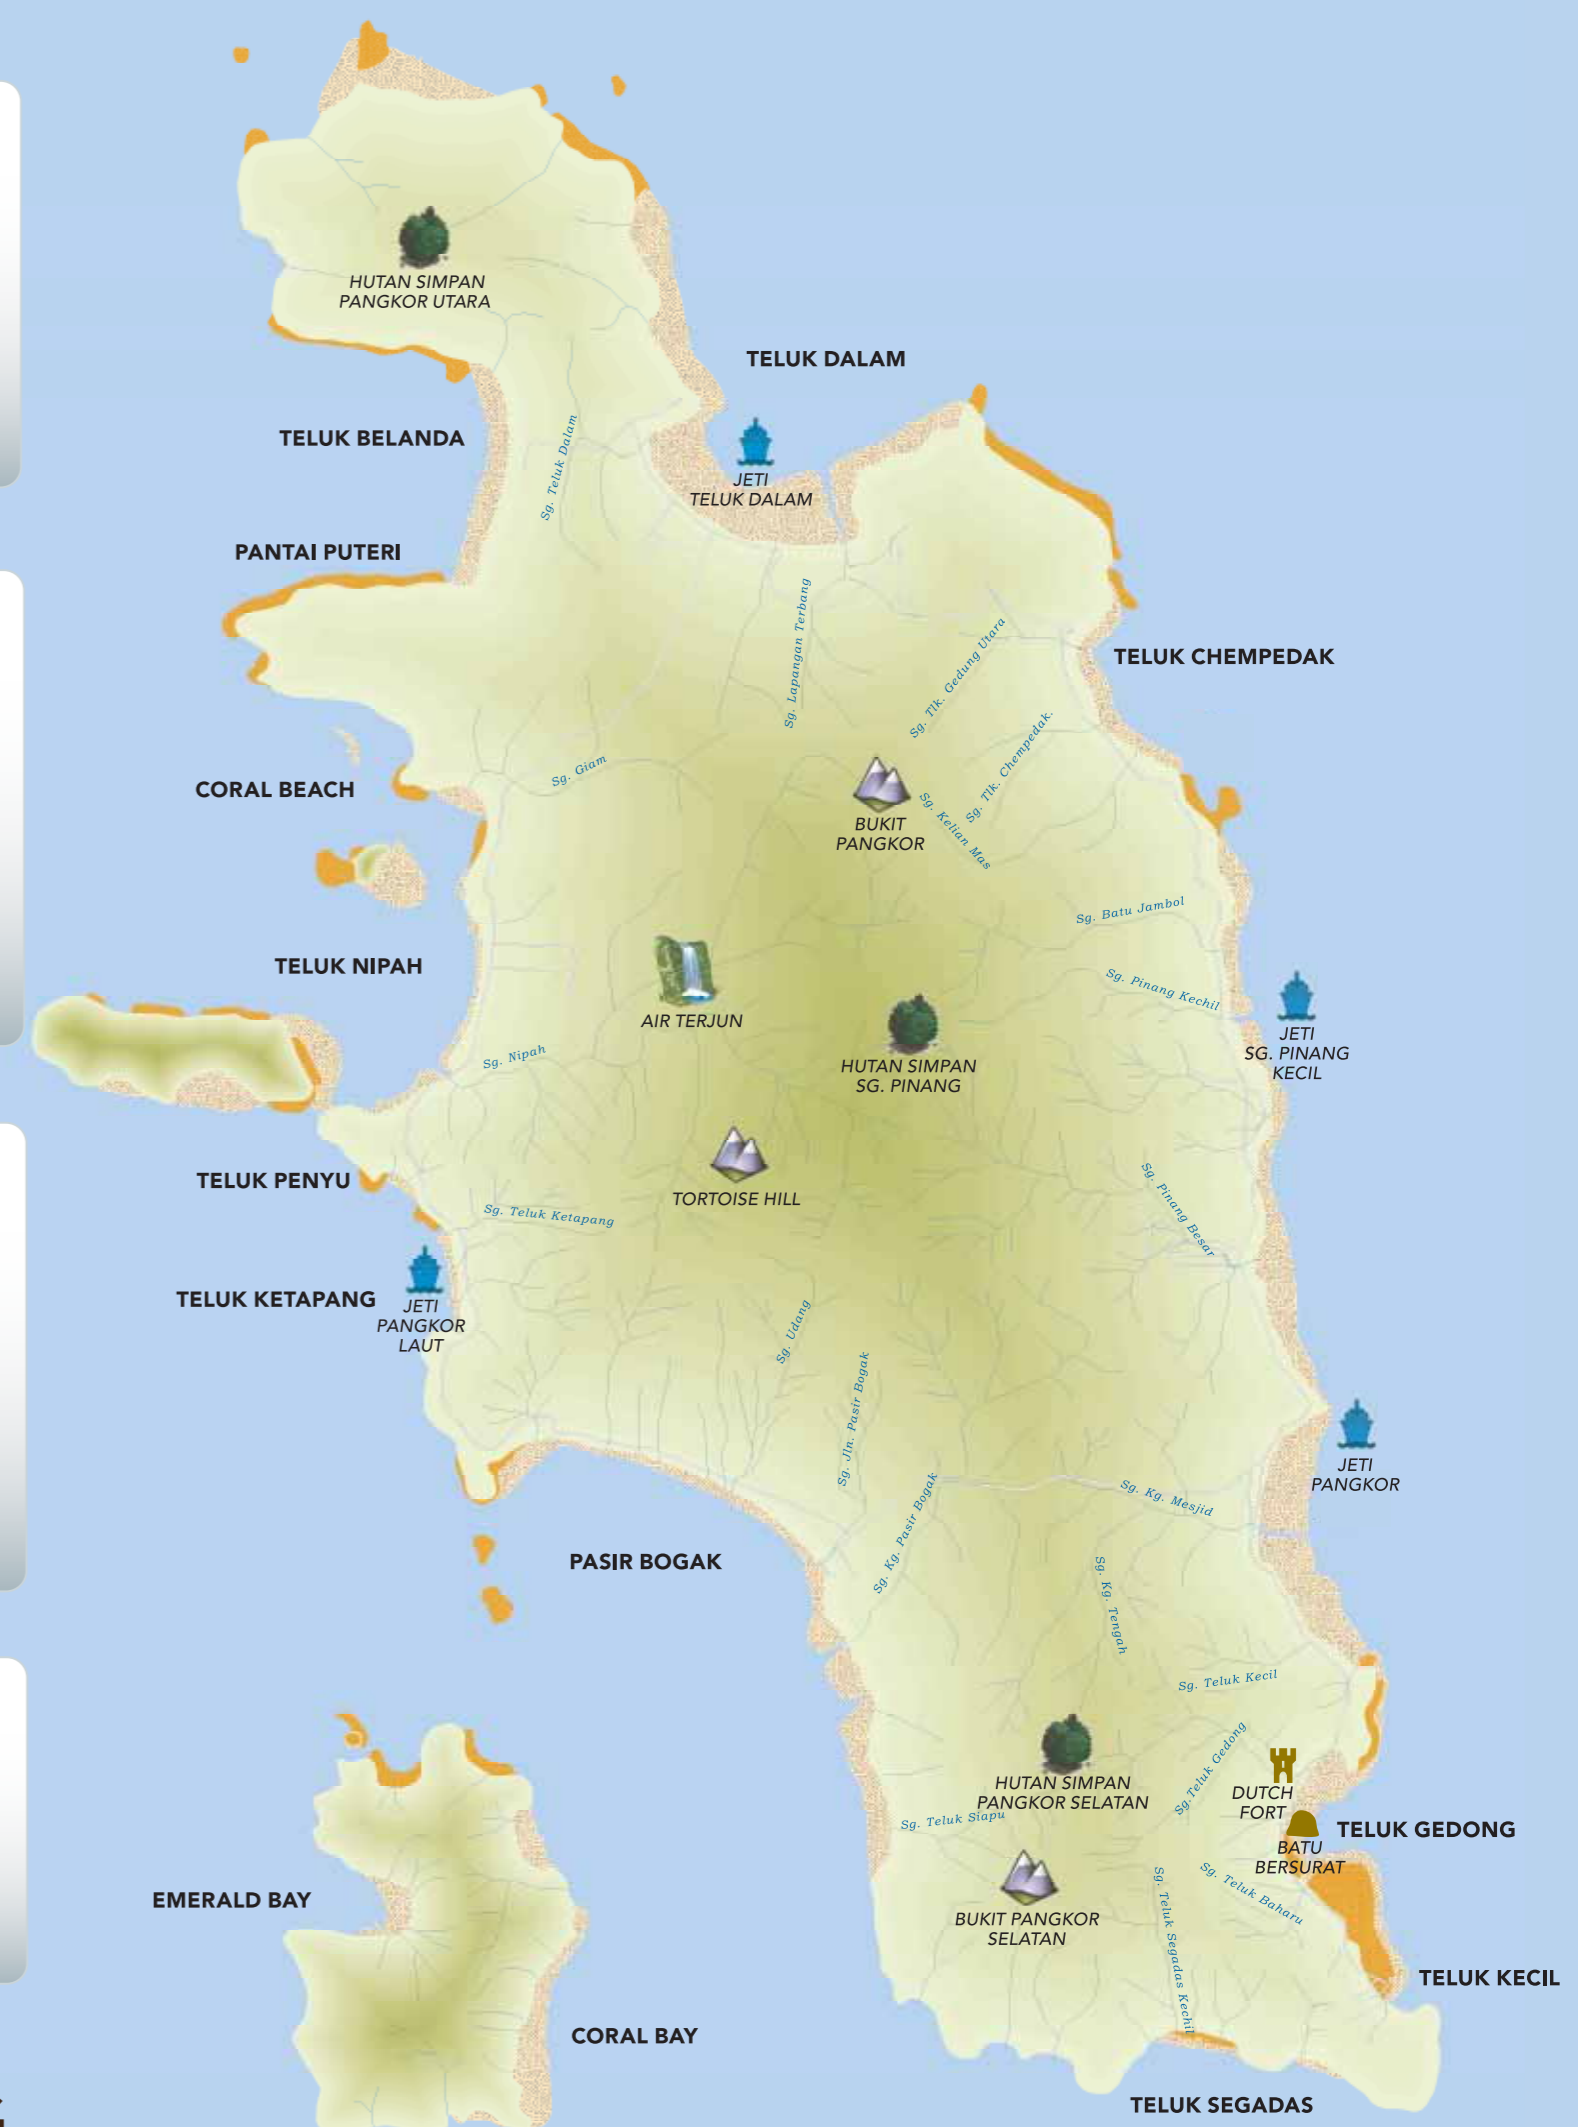 HUTAN SIMPAN
PANGKOR UTARA
TELUK DALAM
TELUK BELANDA
Sg. Teluk Dalam
JETI
TELUK DALAM
PANTAI PUTERI
Sg. Lapangan Terbang
Sg. Tlk. Gedung Utara
TELUK CHEMPEDAK
Sg. Tlk. Chempedak.
Sg. Giam
CORAL BEACH
BUKIT
PANGKOR
Sg. Kelian Mas
Sg. Batu Jambol
TELUK NIPAH
Sg. Pinang Kechil
AIR TERJUN
JETI
SG. PINANG
KECIL
Sg. Nipah
HUTAN SIMPAN
SG. PINANG
TELUK PENYU
TORTOISE HILL
Sg. Pinang Besar
Sg. Teluk Ketapang
TELUK KETAPANG
JETI
PANGKOR
LAUT
Sg. Udang
Sg. Jln. Pasir Bogak
JETI
PANGKOR
Sg. Kg. Mesjid
Sg. Kg. Pasir Bogak
PASIR BOGAK
Sg. Kg. Tengah
Sg. Teluk Kecil
Sg. Teluk Gedong
HUTAN SIMPAN
PANGKOR SELATAN
DUTCH
FORT
Sg. Teluk Siapu
TELUK GEDONG
BATU
BERSURAT
Sg. Teluk Baharu
EMERALD BAY
BUKIT PANGKOR
SELATAN
Sg. Teluk Segadas Kechil
TELUK KECIL
CORAL BAY
TELUK SEGADAS